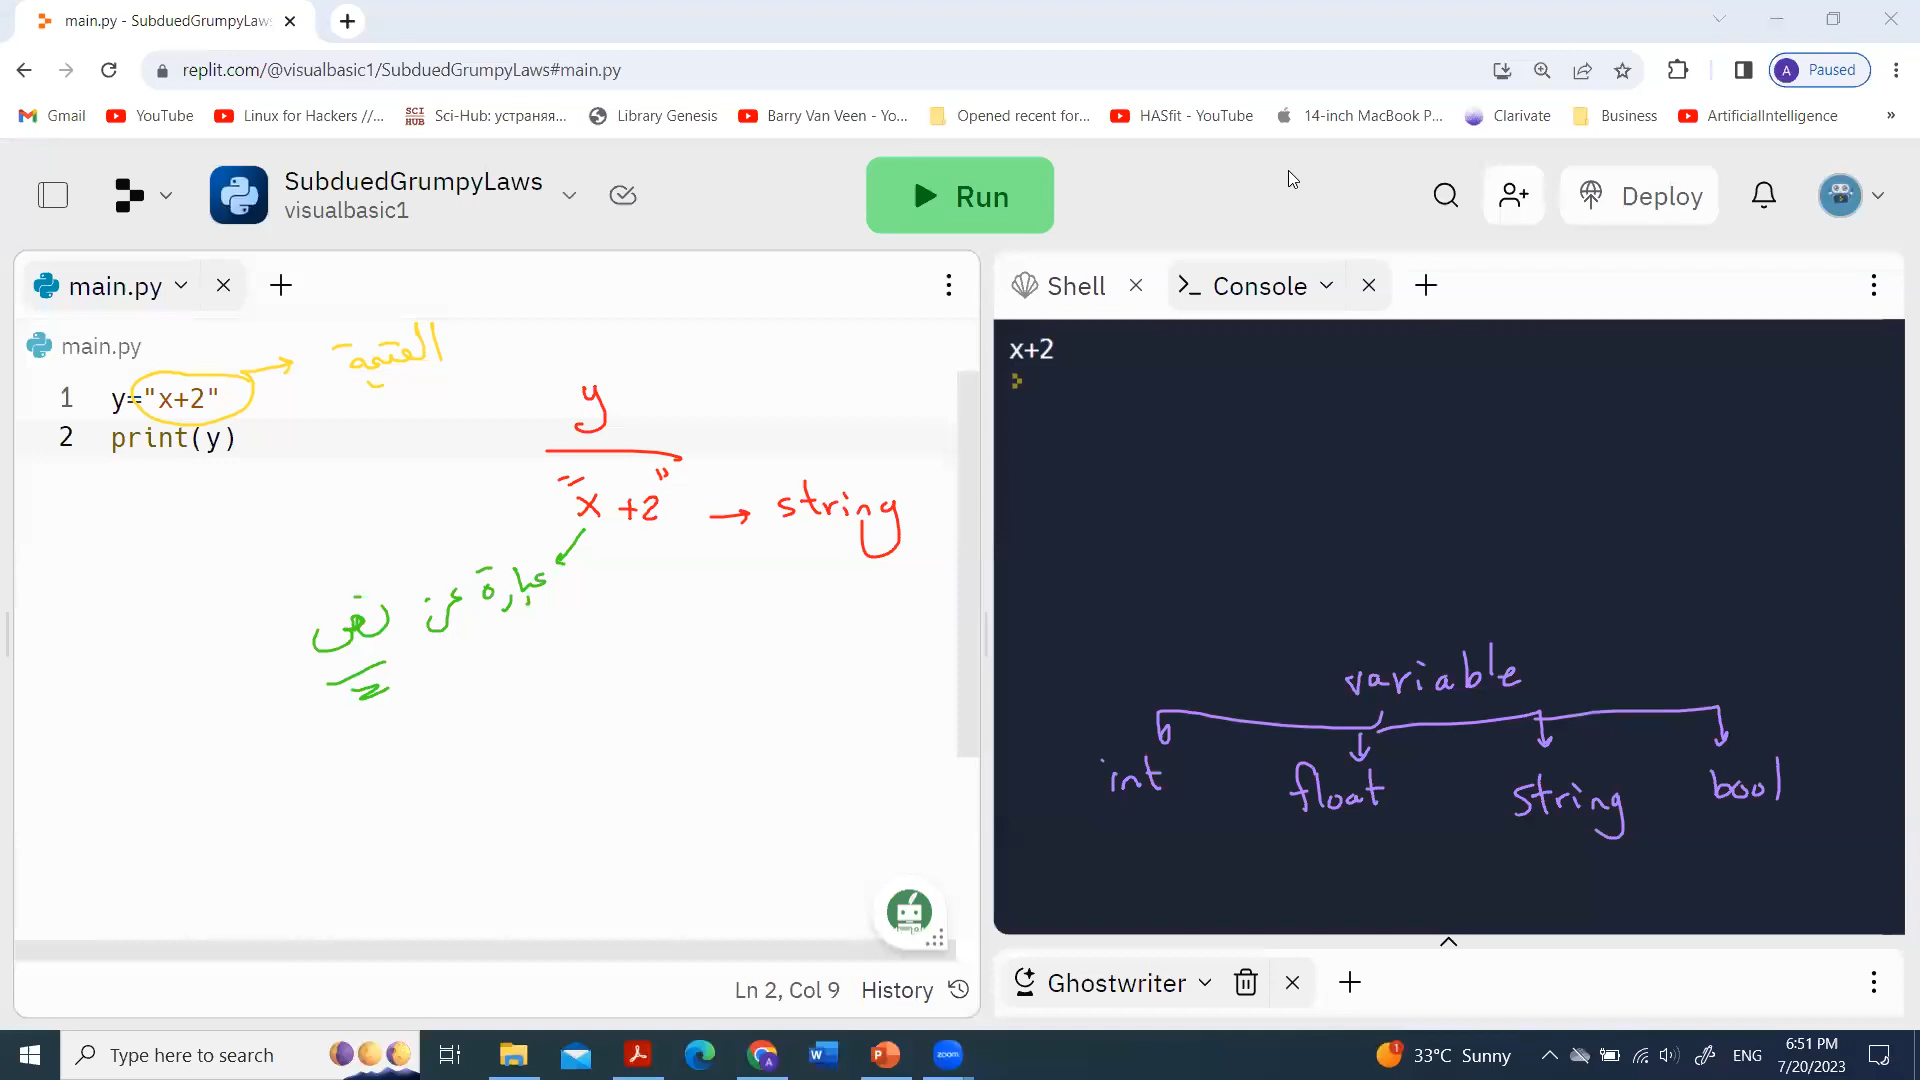 main.py - SubduedGrumpyLaws
replit.com/@visualbasic1/SubduedGrumpyLaws#main.py
A Paused
Gmail YouTube Linux for Hackers //... SCI HUB Sci-Hub: устраняя... Library Genesis Barry Van Veen - Yo... Opened recent for... HASfit - YouTube 14-inch MacBook P... Clarivate Business ArtificialIntelligence »
SubduedGrumpyLaws
visualbasic1
Run
Deploy
main.py
Shell
Console
main.py
القيمة
1 y="x+2"
2 print(y)
y
"x+2" → string
عبارة عن نص
x+2
variable
int float string bool
Ln 2, Col 9 History
Ghostwriter
Type here to search
W P zoom
1 33°C Sunny
ENG
6:51 PM
7/20/2023